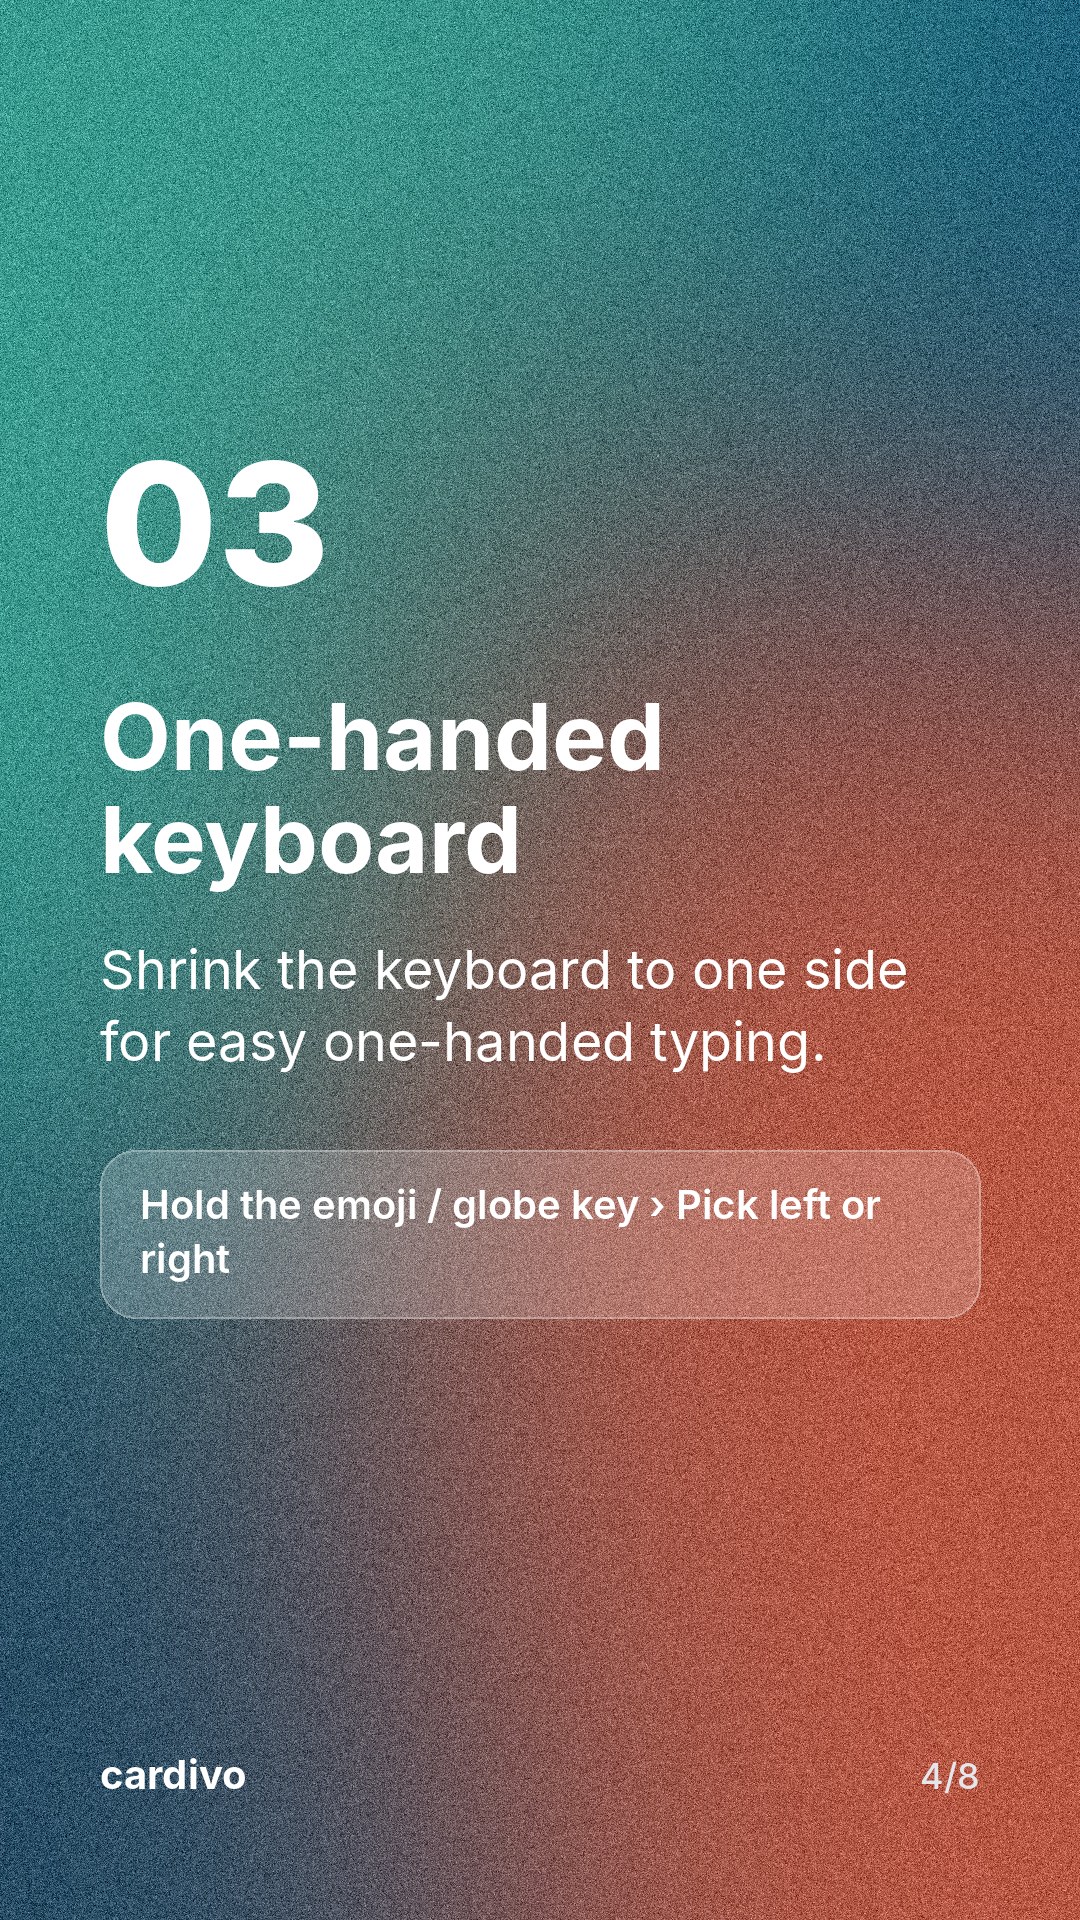 03
One-handed
keyboard
Shrink the keyboard to one side
for easy one-handed typing.
Hold the emoji / globe key › Pick left or
right
cardivo
4/8